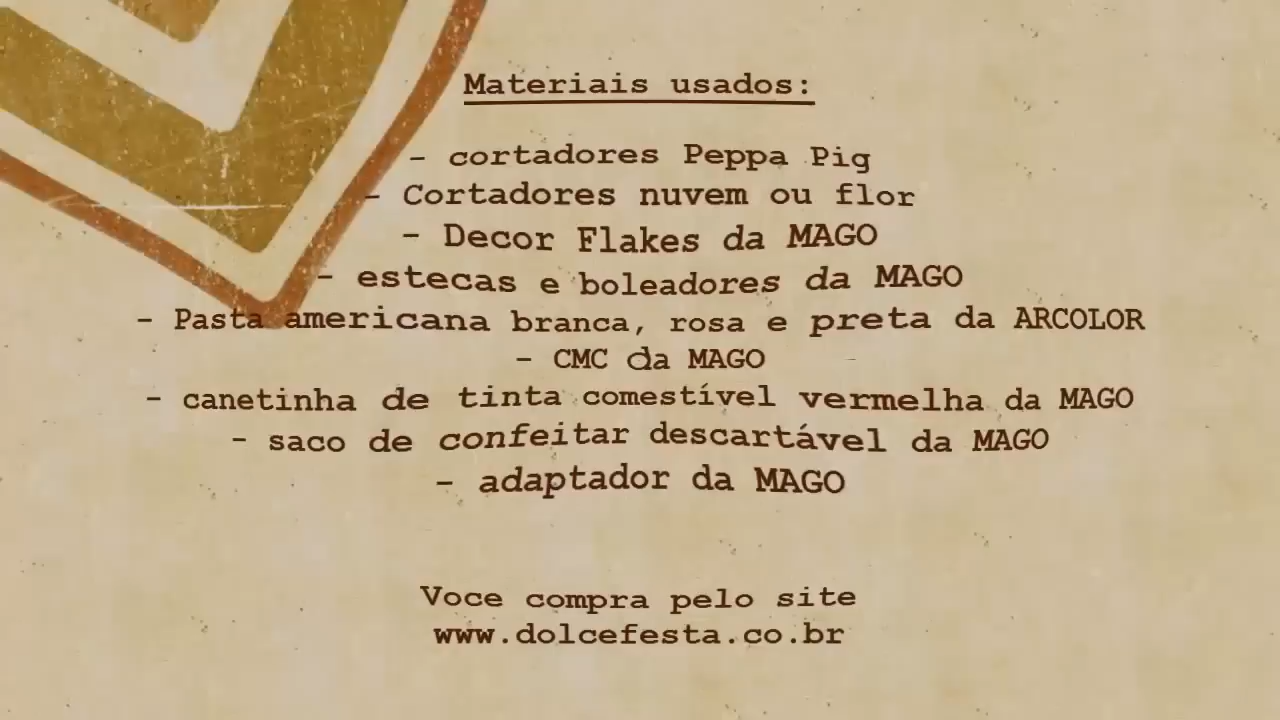 Materiais usados:
- cortadores Peppa Pig
- Cortadores nuvem ou flor
- Decor Flakes da MAGO
- estecas e boleadores da MAGO
- Pasta americana branca, rosa e preta da ARCOLOR
- CMC da MAGO
- canetinha de tinta comestível vermelha da MAGO
- saco de confeitar descartável da MAGO
- adaptador da MAGO
Voce compra pelo site
www.dolcefesta.co.br